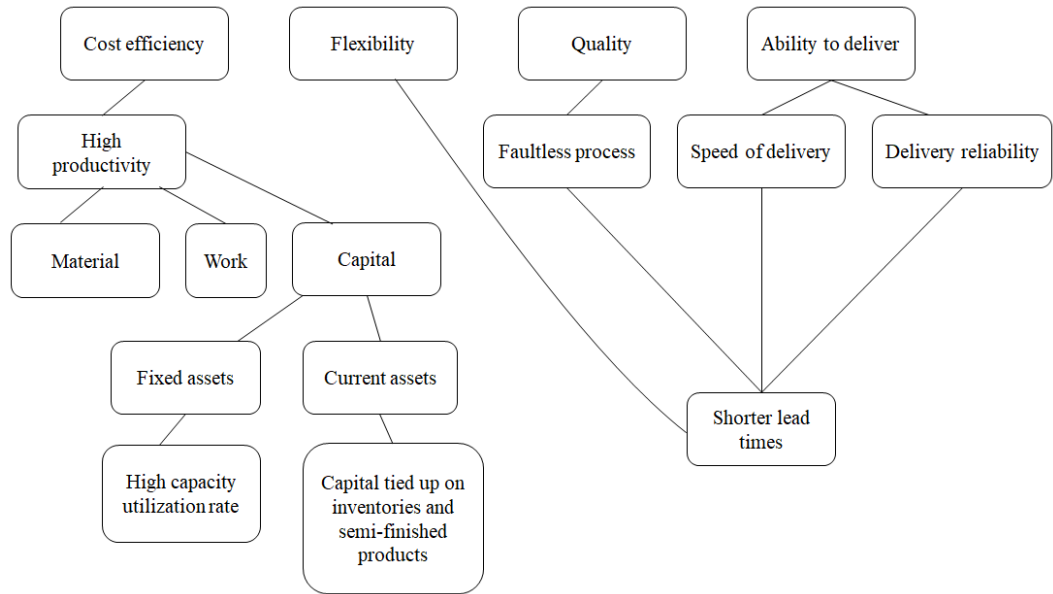 Cost efficiency
Flexibility
Quality
Ability to deliver
High
productivity
Faultless process
Speed of delivery
Delivery reliability
Material
Work
Capital
Fixed assets
Current assets
Shorter lead
times
High capacity
utilization rate
Capital tied up on
inventories and
semi-finished
products